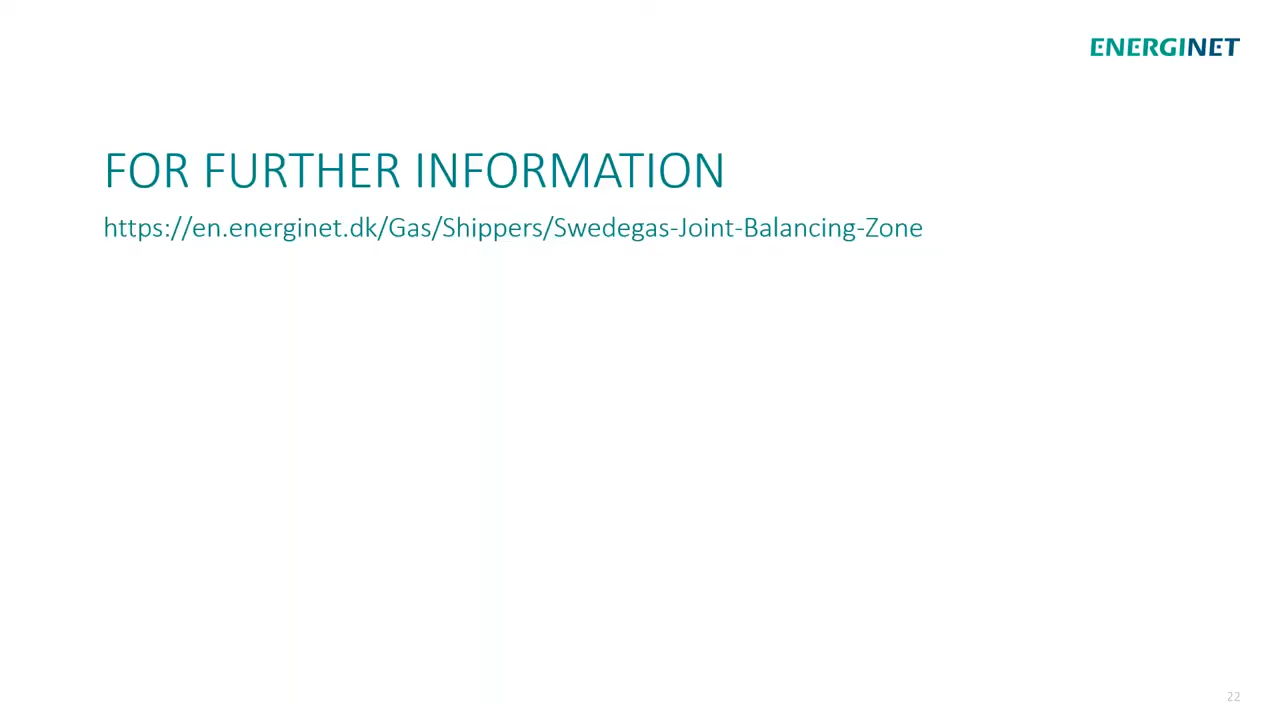 ENERGINET
FOR FURTHER INFORMATION
https://en.energinet.dk/Gas/Shippers/Swedegas-Joint-Balancing-Zone
22